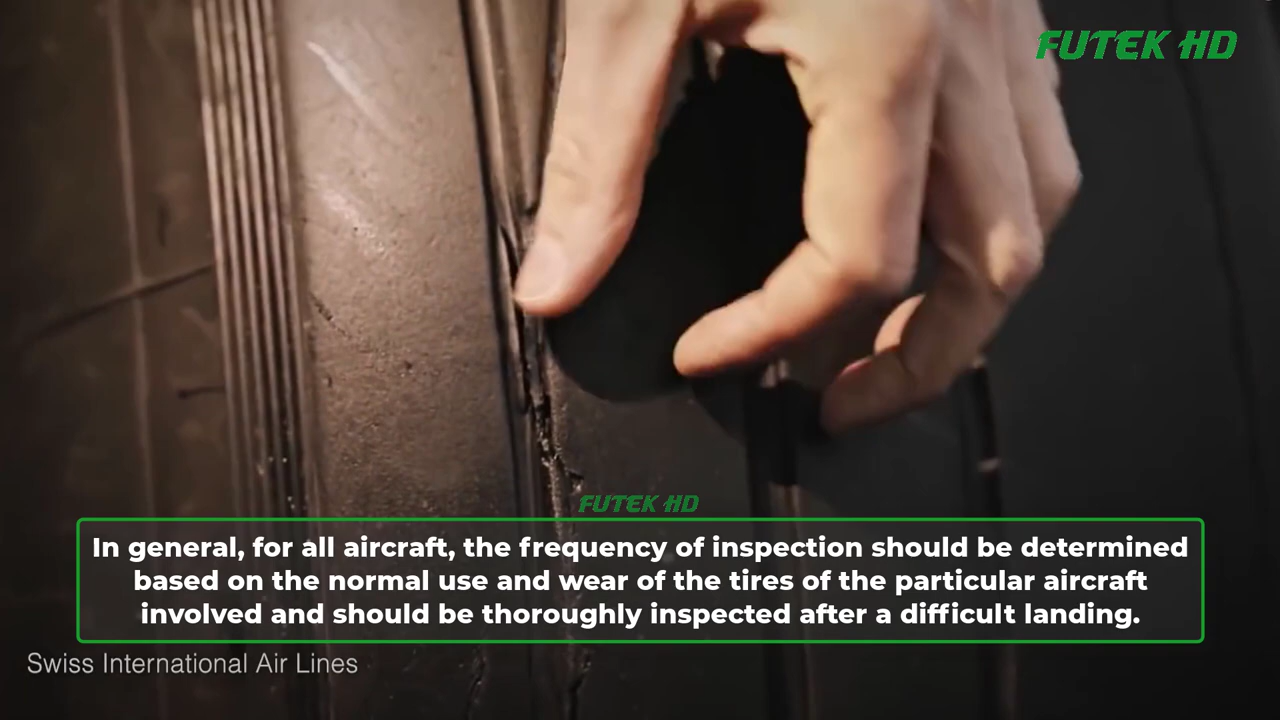 FUTEK HD
FUTEK HD
In general, for all aircraft, the frequency of inspection should be determined
based on the normal use and wear of the tires of the particular aircraft
involved and should be thoroughly inspected after a difficult landing.
Swiss International Air Lines